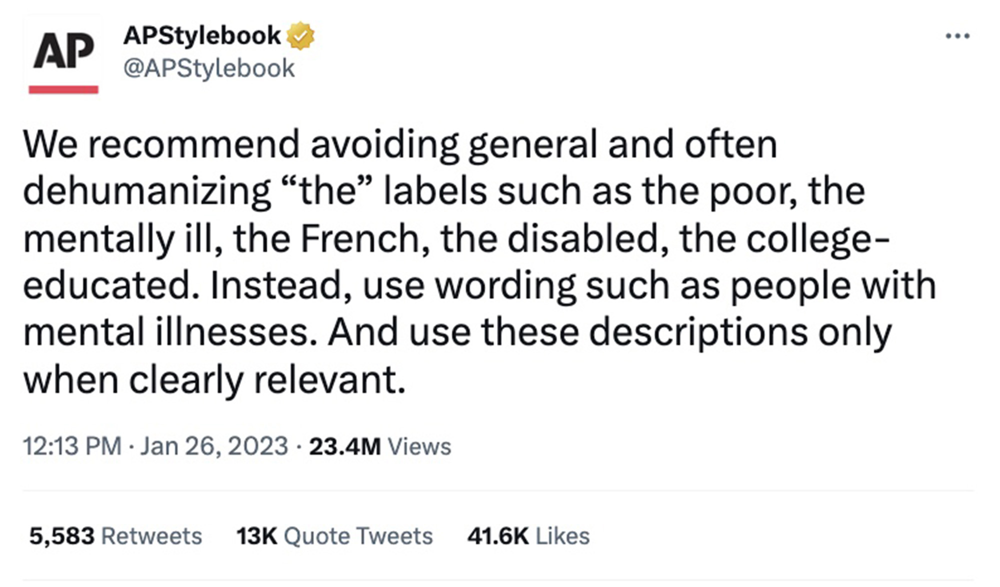 AP
APStylebook
@APStylebook
We recommend avoiding general and often
dehumanizing “the” labels such as the poor, the
mentally ill, the French, the disabled, the college-
educated. Instead, use wording such as people with
mental illnesses. And use these descriptions only
when clearly relevant.
12:13 PM · Jan 26, 2023 · 23.4M Views
5,583 Retweets 13K Quote Tweets 41.6K Likes